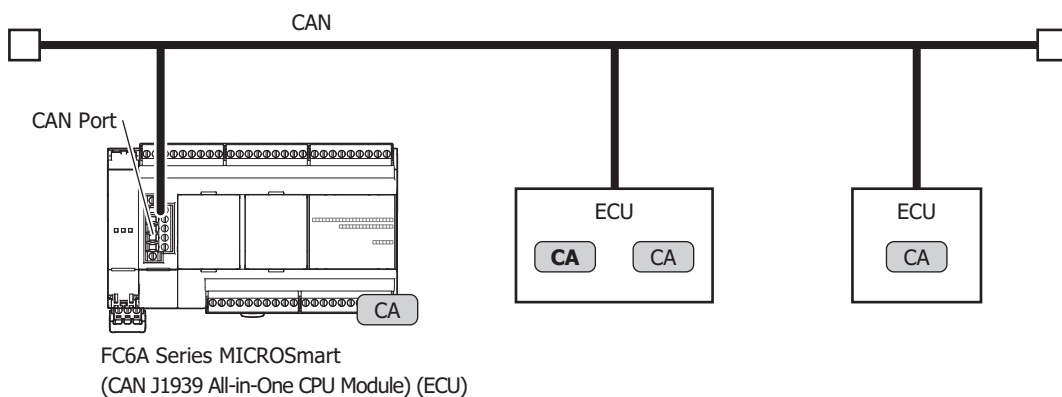 CAN
CAN Port
ECU
CA
CA
ECU
CA
CA
FC6A Series MICROSmart
(CAN J1939 All-in-One CPU Module) (ECU)